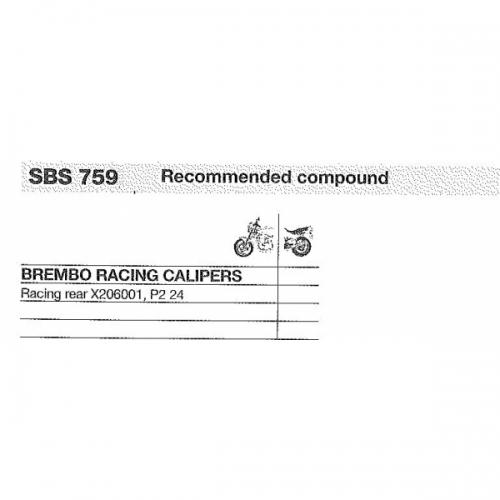 SBS 759 Recommended compound
BREMBO RACING CALIPERS
Racing rear X206001, P2 24